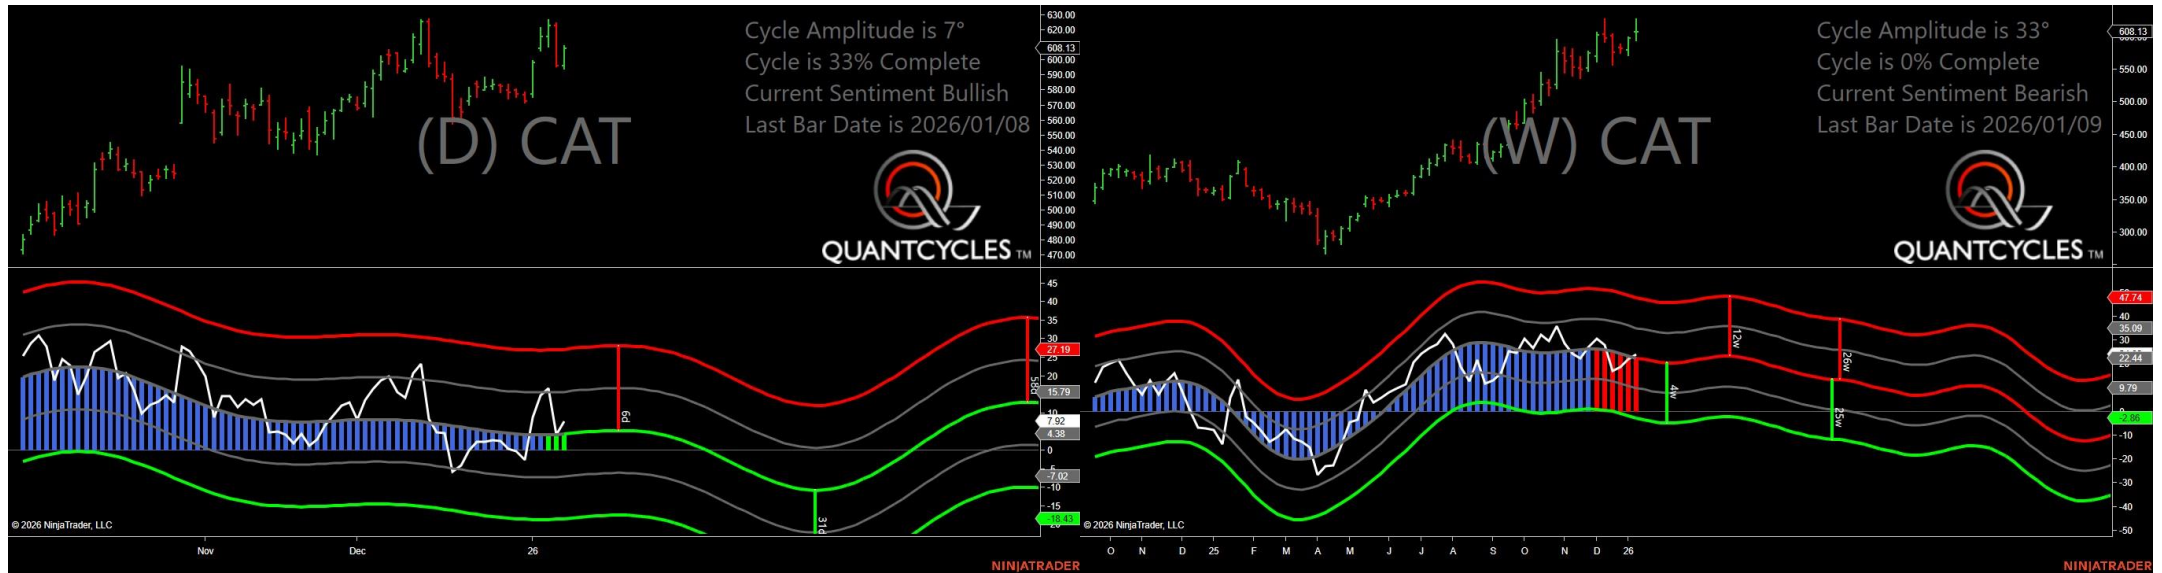 Cycle Amplitude is 7°
Cycle is 33% Complete
Current Sentiment Bullish
Last Bar Date is 2026/01/08
(D) CAT
QUANTCYCLES TM
630.00
620.00
608.13
600.00
590.00
580.00
570.00
560.00
550.00
540.00
530.00
520.00
510.00
500.00
490.00
480.00
470.00
45
40
35
30
27.19
25
20
15.79
10
7.92
4.38
0
-7.02
-10
-15
-18.43
6d
31d
58d
© 2026 NinjaTrader, LLC
Nov Dec 26
NINJATRADER
Cycle Amplitude is 33°
Cycle is 0% Complete
Current Sentiment Bearish
Last Bar Date is 2026/01/09
(W) CAT
QUANTCYCLES TM
608.13
550.00
500.00
450.00
400.00
350.00
300.00
47.74
40
35.09
30
22.44
9.79
-2.86
-10
-20
-30
-40
-50
12w
26w
4w
25w
© 2026 NinjaTrader, LLC
O N D 25 F M A M J J A S O N D 26
NINJATRADER